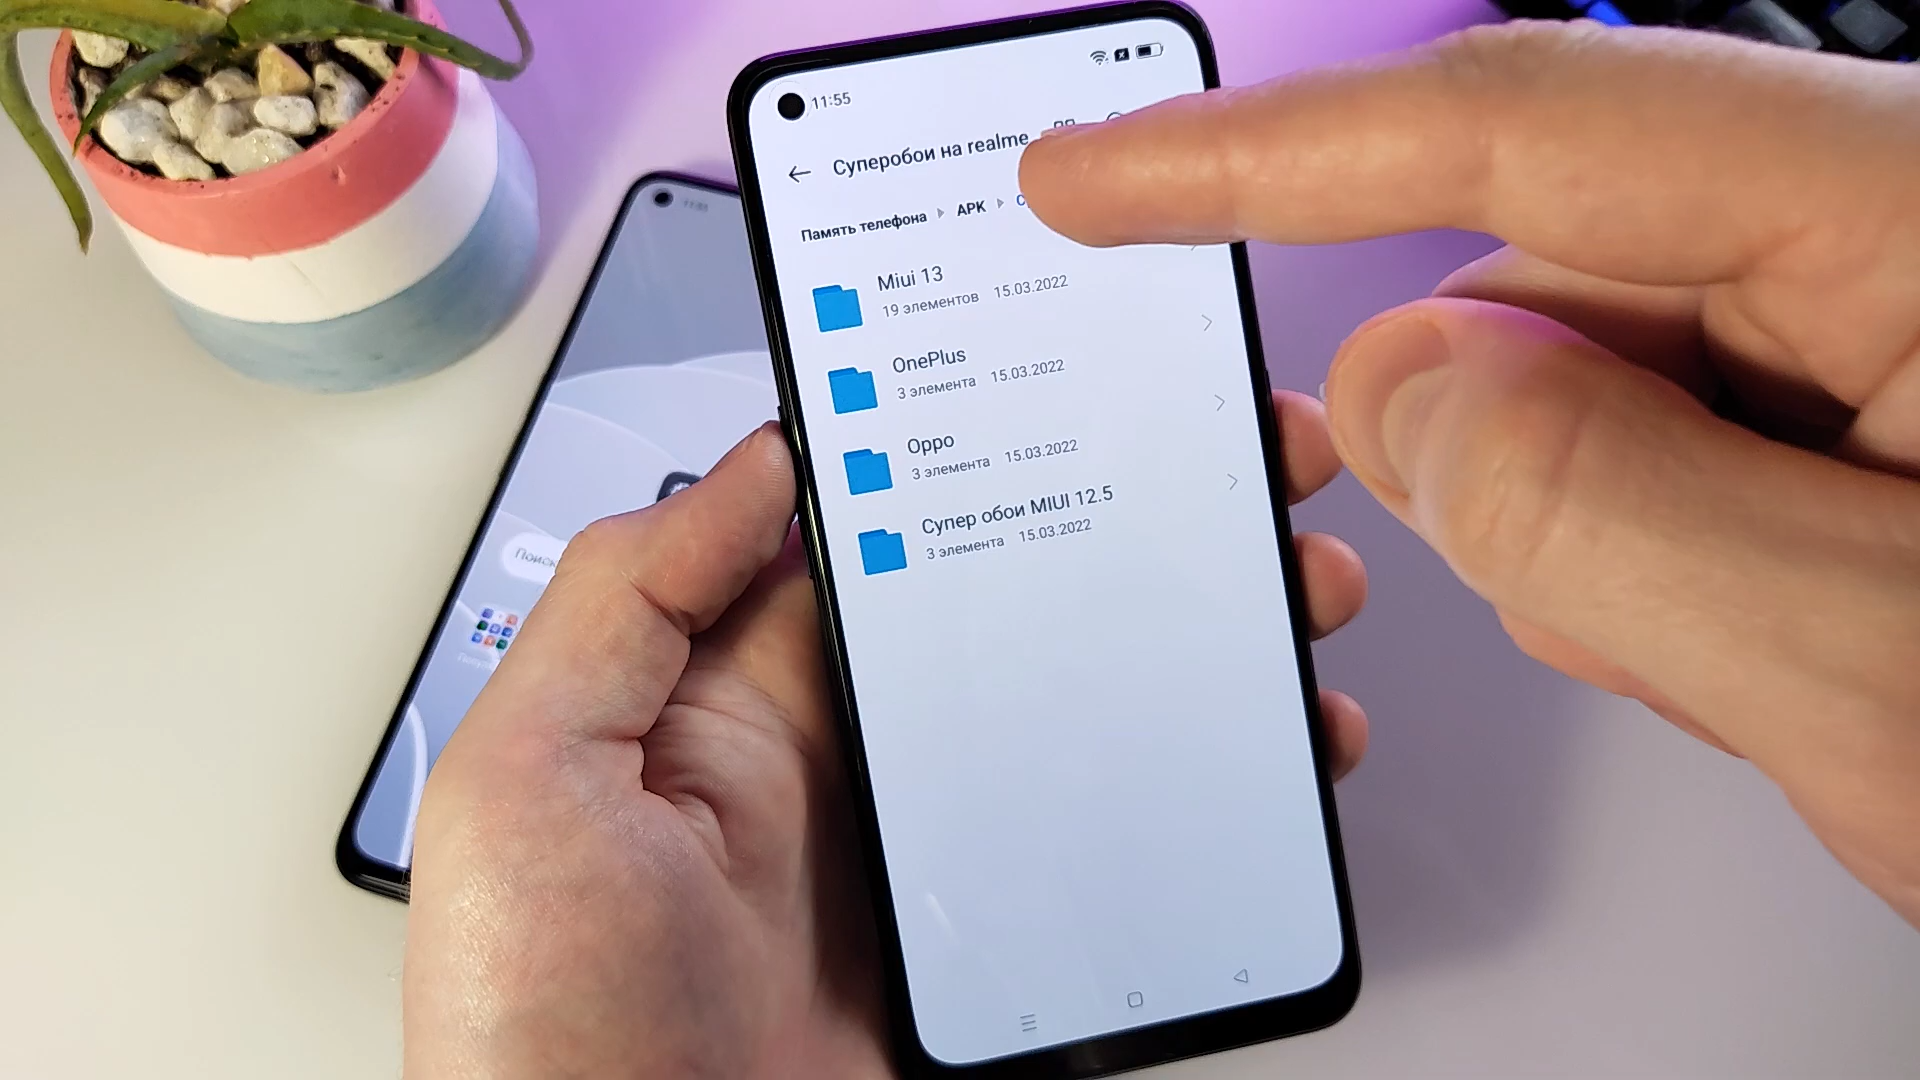 11:55
Суперобои на realme
Память телефона
APK
Miui 13
19 элементов 15.03.2022
OnePlus
3 элемента 15.03.2022
Oppo
3 элемента 15.03.2022
Супер обои MIUI 12.5
3 элемента 15.03.2022
Поиск